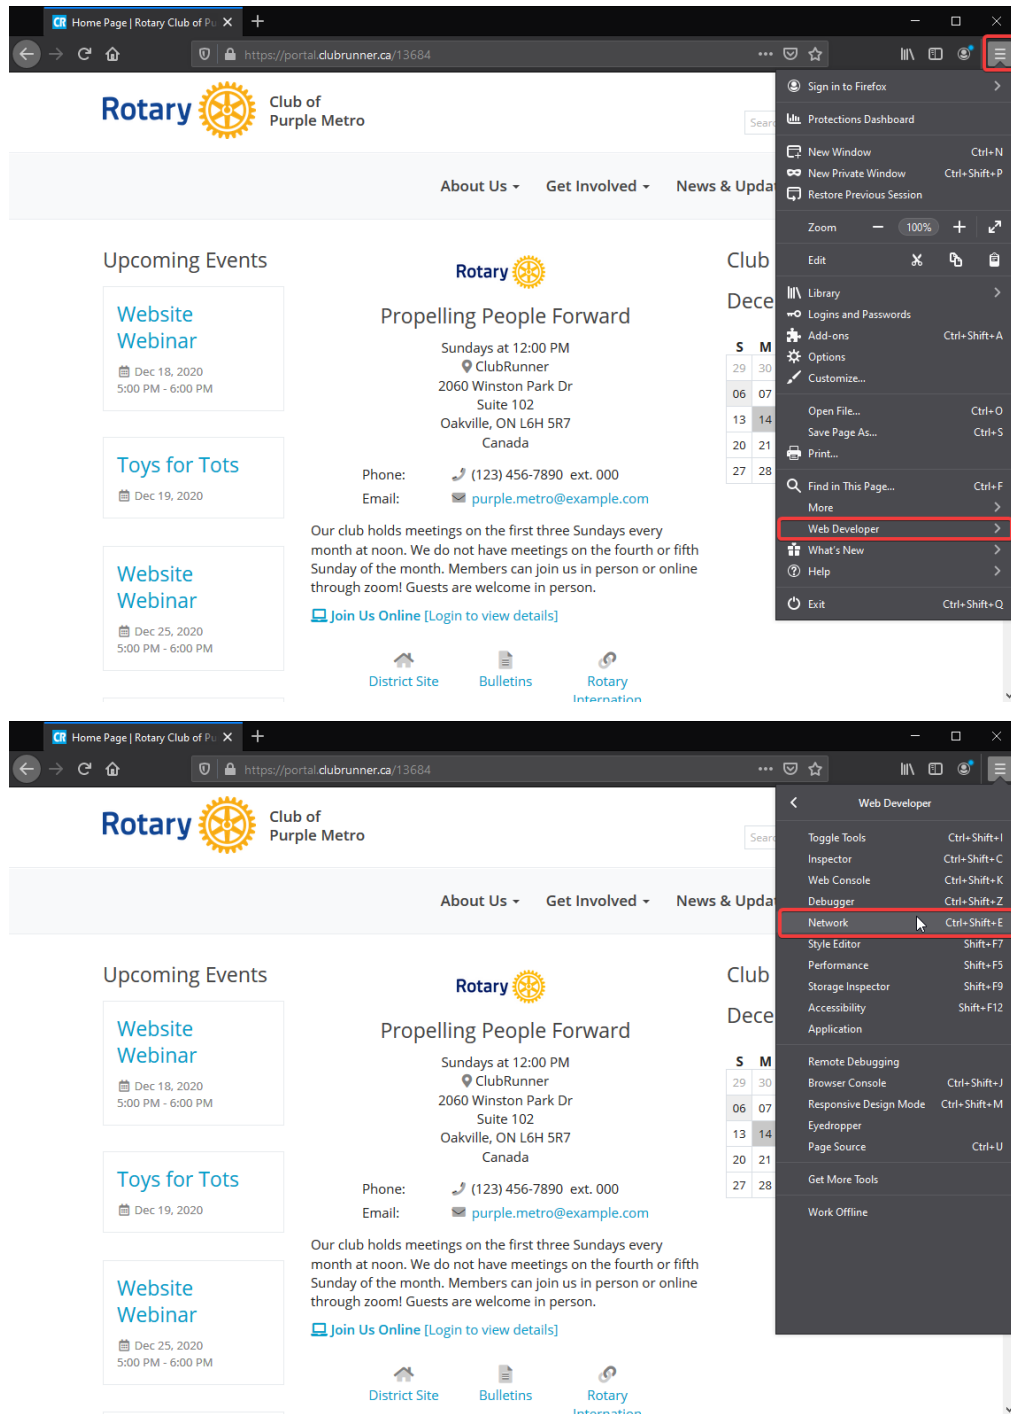 CR Home Page | Rotary Club of Pu
https://portal.clubrunner.ca/13684
Rotary
Club of
Purple Metro
Sear
About Us
Get Involved
News & Upda
Upcoming Events
Website
Webinar
Dec 18, 2020
5:00 PM - 6:00 PM
Toys for Tots
Dec 19, 2020
Website
Webinar
Dec 25, 2020
5:00 PM - 6:00 PM
Rotary
Propelling People Forward
Sundays at 12:00 PM
ClubRunner
2060 Winston Park Dr
Suite 102
Oakville, ON L6H 5R7
Canada
Phone: (123) 456-7890 ext. 000
Email: purple.metro@example.com
Our club holds meetings on the first three Sundays every
month at noon. We do not have meetings on the fourth or fifth
Sunday of the month. Members can join us in person or online
through zoom! Guests are welcome in person.
Join Us Online [Login to view details]
District Site
Bulletins
Rotary
Internation
Club
Dece
S M
29 30
06 07
13 14
20 21
27 28
Sign in to Firefox
Protections Dashboard
New Window Ctrl+N
New Private Window Ctrl+Shift+P
Restore Previous Session
Zoom 100%
Edit
Library
Logins and Passwords
Add-ons Ctrl+Shift+A
Options
Customize...
Open File... Ctrl+O
Save Page As... Ctrl+S
Print...
Find in This Page... Ctrl+F
More
Web Developer
What's New
Help
Exit Ctrl+Shift+Q
CR Home Page | Rotary Club of Pu
https://portal.clubrunner.ca/13684
Rotary
Club of
Purple Metro
Sear
About Us
Get Involved
News & Upda
Upcoming Events
Website
Webinar
Dec 18, 2020
5:00 PM - 6:00 PM
Toys for Tots
Dec 19, 2020
Website
Webinar
Dec 25, 2020
5:00 PM - 6:00 PM
Rotary
Propelling People Forward
Sundays at 12:00 PM
ClubRunner
2060 Winston Park Dr
Suite 102
Oakville, ON L6H 5R7
Canada
Phone: (123) 456-7890 ext. 000
Email: purple.metro@example.com
Our club holds meetings on the first three Sundays every
month at noon. We do not have meetings on the fourth or fifth
Sunday of the month. Members can join us in person or online
through zoom! Guests are welcome in person.
Join Us Online [Login to view details]
District Site
Bulletins
Rotary
Internation
Club
Dece
S M
29 30
06 07
13 14
20 21
27 28
Web Developer
Toggle Tools Ctrl+Shift+I
Inspector Ctrl+Shift+C
Web Console Ctrl+Shift+K
Debugger Ctrl+Shift+Z
Network Ctrl+Shift+E
Style Editor Shift+F7
Performance Shift+F5
Storage Inspector Shift+F9
Accessibility Shift+F12
Application
Remote Debugging
Browser Console Ctrl+Shift+J
Responsive Design Mode Ctrl+Shift+M
Eyedropper
Page Source Ctrl+U
Get More Tools
Work Offline